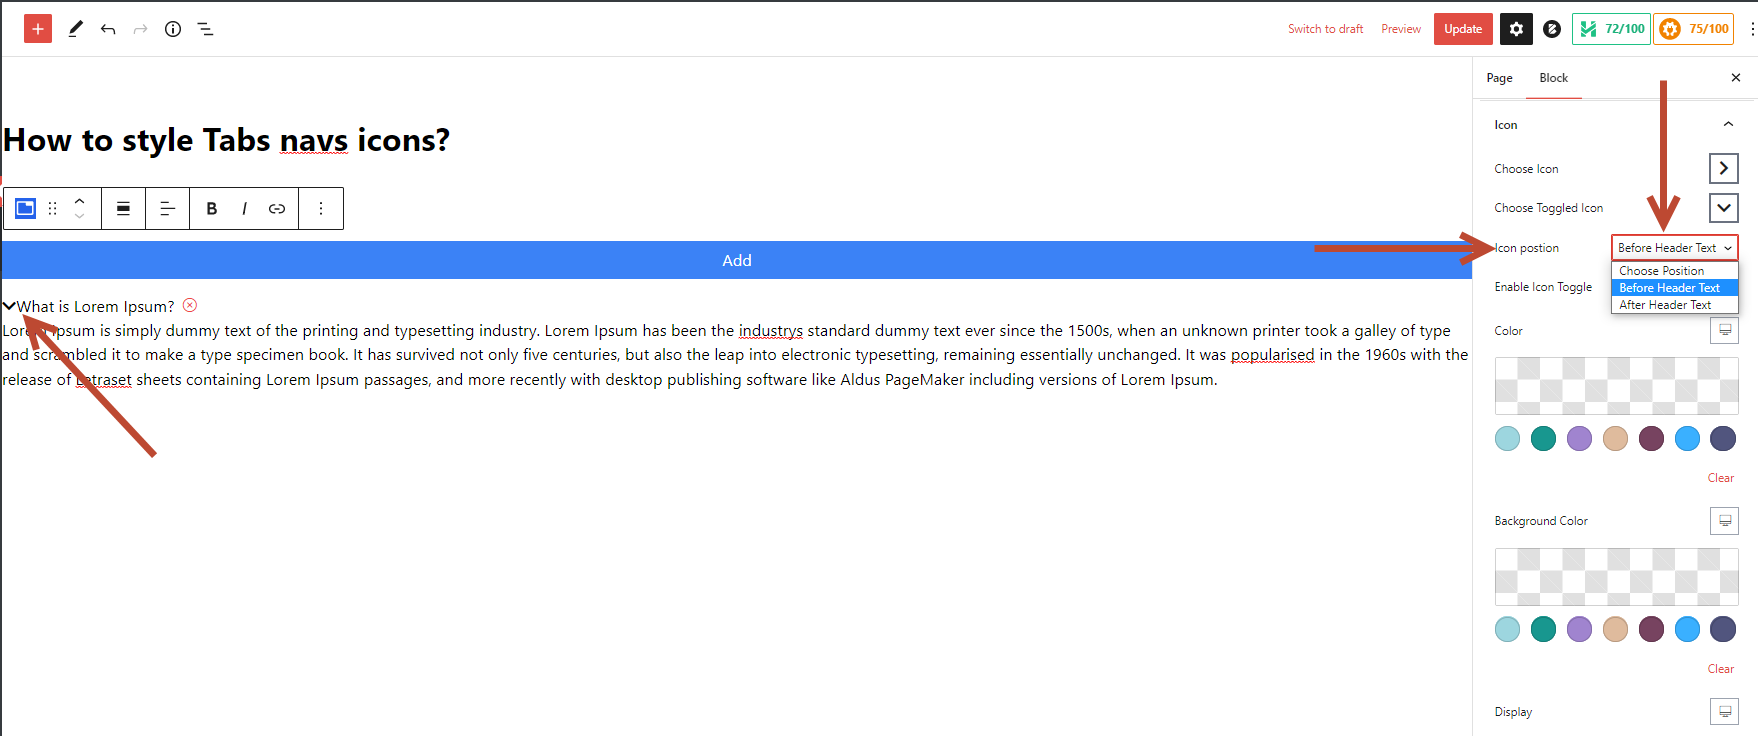 Switch to draft Preview Update 72/100 75/100
Page Block
How to style Tabs navs icons?
B I
Add
What is Lorem Ipsum?
Lorem Ipsum is simply dummy text of the printing and typesetting industry. Lorem Ipsum has been the industrys standard dummy text ever since the 1500s, when an unknown printer took a galley of type
and scrambled it to make a type specimen book. It has survived not only five centuries, but also the leap into electronic typesetting, remaining essentially unchanged. It was popularised in the 1960s with the
release of Letraset sheets containing Lorem Ipsum passages, and more recently with desktop publishing software like Aldus PageMaker including versions of Lorem Ipsum.
Icon
Choose Icon
Choose Toggled Icon
Icon postion Before Header Text
Choose Position
Before Header Text
After Header Text
Enable Icon Toggle
Color
Clear
Background Color
Clear
Display